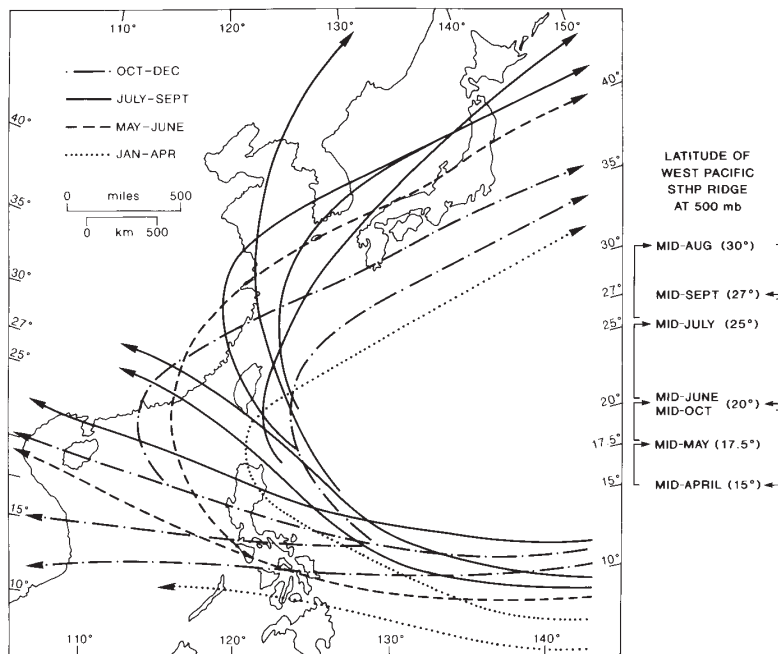 110°
120°
130°
140°
150°
OCT–DEC
JULY–SEPT
MAY–JUNE
JAN–APR
0 miles 500
0 km 500
40°
35°
30°
27°
25°
15°
10°
40°
35°
30°
27°
25°
20°
17.5°
15°
10°
110°
120°
130°
140°
LATITUDE OF
WEST PACIFIC
STHP RIDGE
AT 500 mb
MID-AUG (30°)
MID-SEPT (27°)
MID-JULY (25°)
MID-JUNE
MID-OCT (20°)
MID-MAY (17.5°)
MID-APRIL (15°)